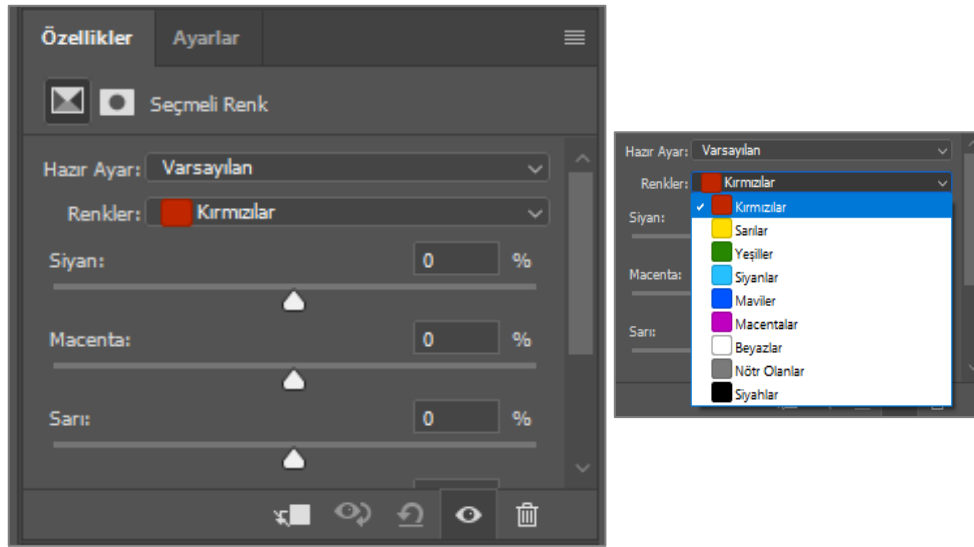 Özellikler Ayarlar
Seçmeli Renk
Hazır Ayar: Varsayılan
Renkler: Kırmızılar
Siyan: 0 %
Macenta: 0 %
Sarı: 0 %
Hazır Ayar: Varsayılan
Renkler: Kırmızılar
Siyan:
Macenta:
Sarı:
Kırmızılar
Sarılar
Yeşiller
Siyanlar
Maviler
Macentalar
Beyazlar
Nötr Olanlar
Siyahlar